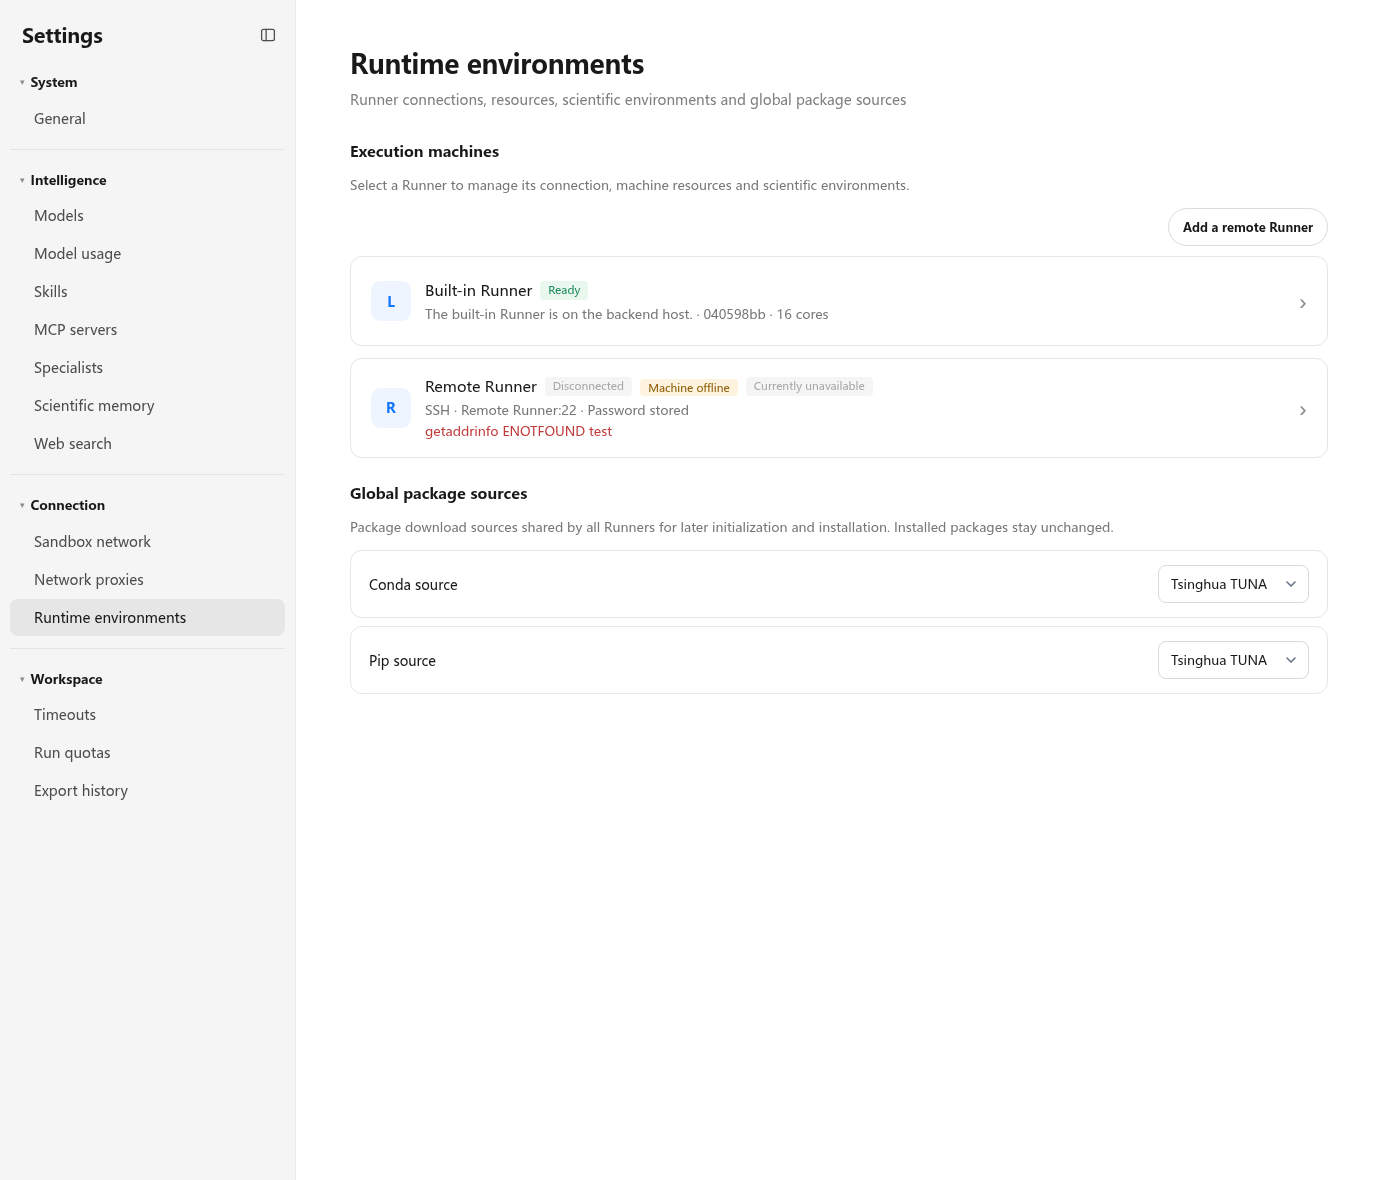 Settings
System
General
Intelligence
Models
Model usage
Skills
MCP servers
Specialists
Scientific memory
Web search
Connection
Sandbox network
Network proxies
Runtime environments
Workspace
Timeouts
Run quotas
Export history
Runtime environments
Runner connections, resources, scientific environments and global package sources
Execution machines
Select a Runner to manage its connection, machine resources and scientific environments.
Add a remote Runner
L
Built-in Runner Ready
The built-in Runner is on the backend host. · 040598bb · 16 cores
R
Remote Runner Disconnected Machine offline Currently unavailable
SSH · Remote Runner:22 · Password stored
getaddrinfo ENOTFOUND test
Global package sources
Package download sources shared by all Runners for later initialization and installation. Installed packages stay unchanged.
Conda source Tsinghua TUNA
Pip source Tsinghua TUNA